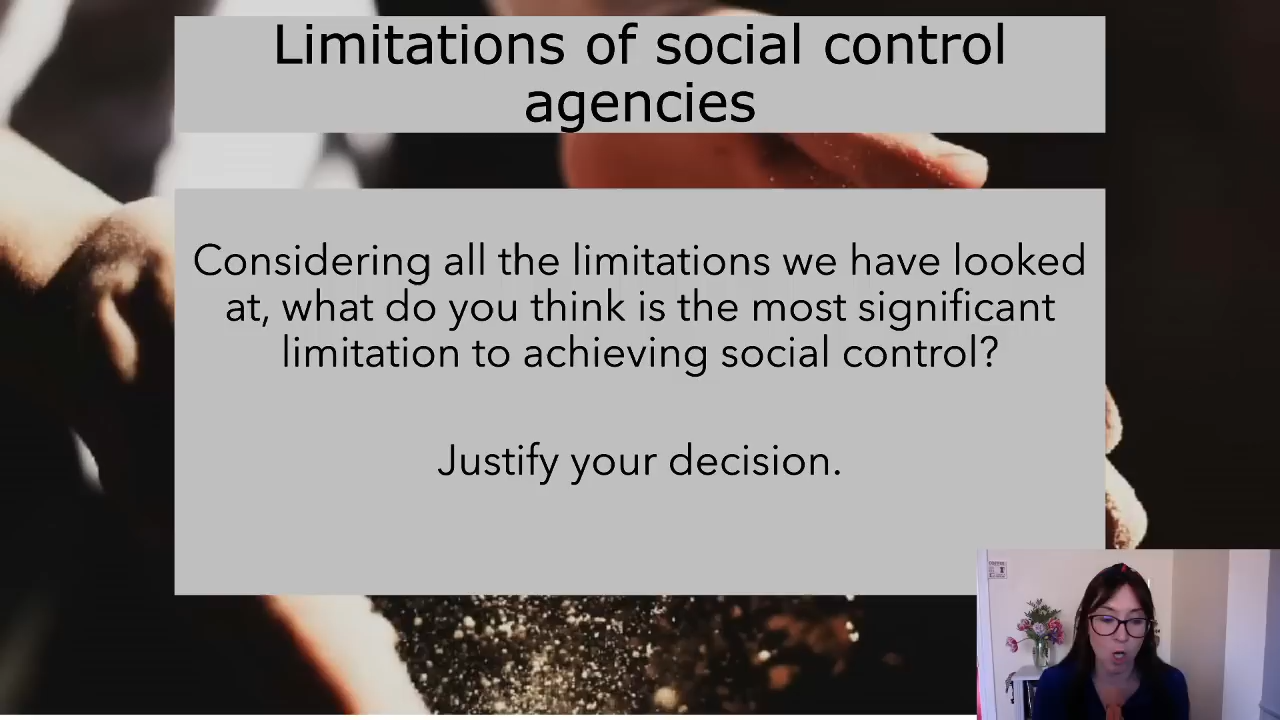 Limitations of social control
agencies
Considering all the limitations we have looked
at, what do you think is the most significant
limitation to achieving social control?
Justify your decision.